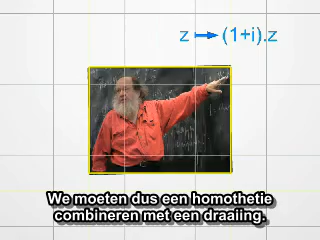 z → (1+i).z
We moeten dus een homothetie
combineren met een draaiing.